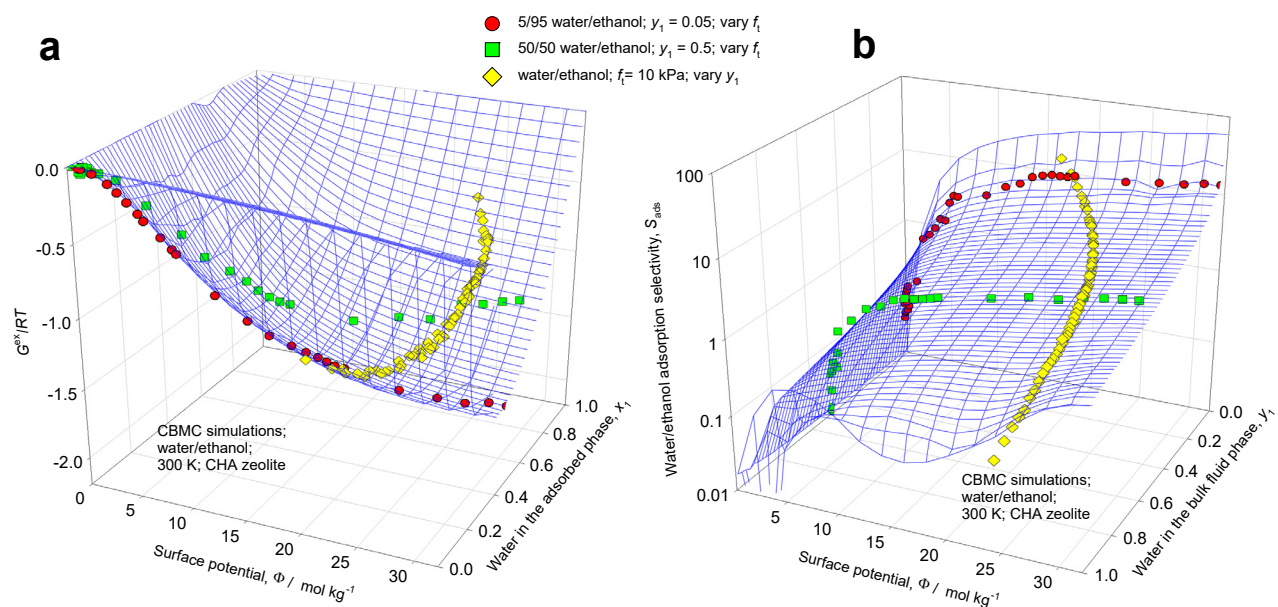 a
5/95 water/ethanol; y₁ = 0.05; vary fₜ
50/50 water/ethanol; y₁ = 0.5; vary fₜ
water/ethanol; fₜ= 10 kPa; vary y₁
b
0.0
-0.5
-1.0
-1.5
-2.0
Gᵉˣ/RT
0
5
10
15
20
25
30
Surface potential, Φ / mol kg⁻¹
0.0
0.2
0.4
0.6
0.8
1.0
Water in the adsorbed phase, x₁
CBMC simulations;
water/ethanol;
300 K; CHA zeolite
100
10
1
0.1
0.01
Water/ethanol adsorption selectivity, S_ads
5
10
15
20
25
30
Surface potential, Φ / mol kg⁻¹
0.0
0.2
0.4
0.6
0.8
1.0
Water in the bulk fluid phase, y₁
CBMC simulations;
water/ethanol;
300 K; CHA zeolite